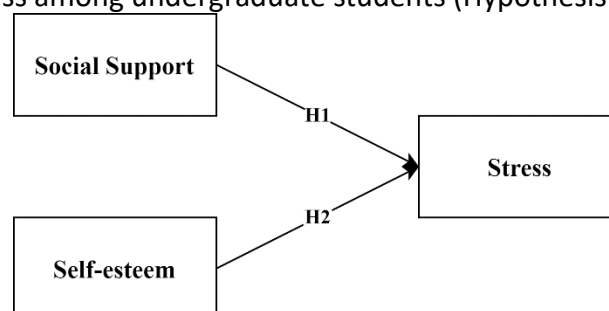 ss among undergraduate students (Hypothesis
Social Support
H1
Stress
H2
Self-esteem